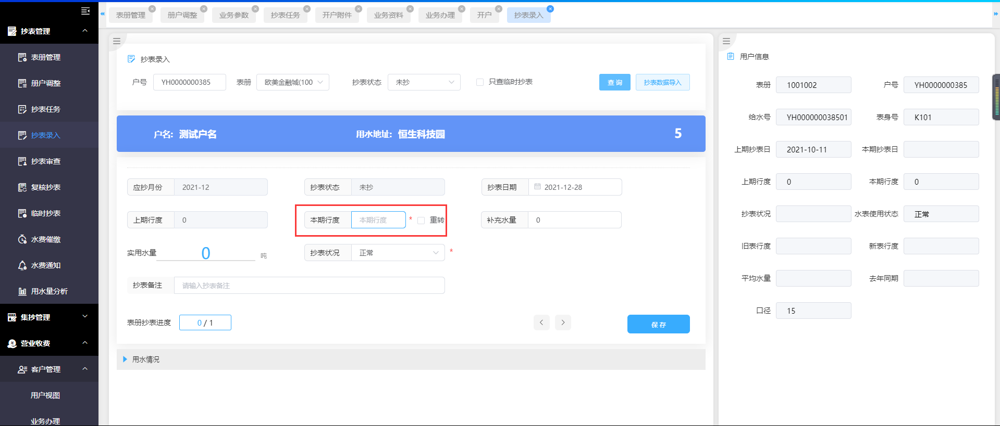 表册管理
册户调整
业务参数
抄表任务
开户附件
业务资料
业务办理
开户
抄表录入
抄表管理
表册管理
册户调整
抄表任务
抄表录入
抄表审查
复核抄表
临时抄表
水费催缴
水费通知
用水量分析
集抄管理
营业收费
客户管理
用户视图
业务办理
抄表录入
户号 YH0000000385 表册 欧美金融城(100 抄表状态 未抄 只查临时抄表 查 询 抄表数据导入
户名: 测试户名 用水地址: 恒生科技园 5
应抄月份 2021-12 抄表状态 未抄 抄表日期 2021-12-28
上期行度 0 本期行度 本期行度 * 重转 补充水量 0
实用水量 0 吨 抄表状况 正常 *
抄表备注 请输入抄表备注
表册抄表进度 0 / 1 < > 保 存
用水情况
用户信息
表册 1001002 户号 YH0000000385
给水号 YH000000038501 表身号 K101
上期抄表日 2021-10-11 本期抄表日
上期行度 0 本期行度 0
抄表状况 水表使用状态 正常
旧表行度 新表行度
平均水量 去年同期
口径 15